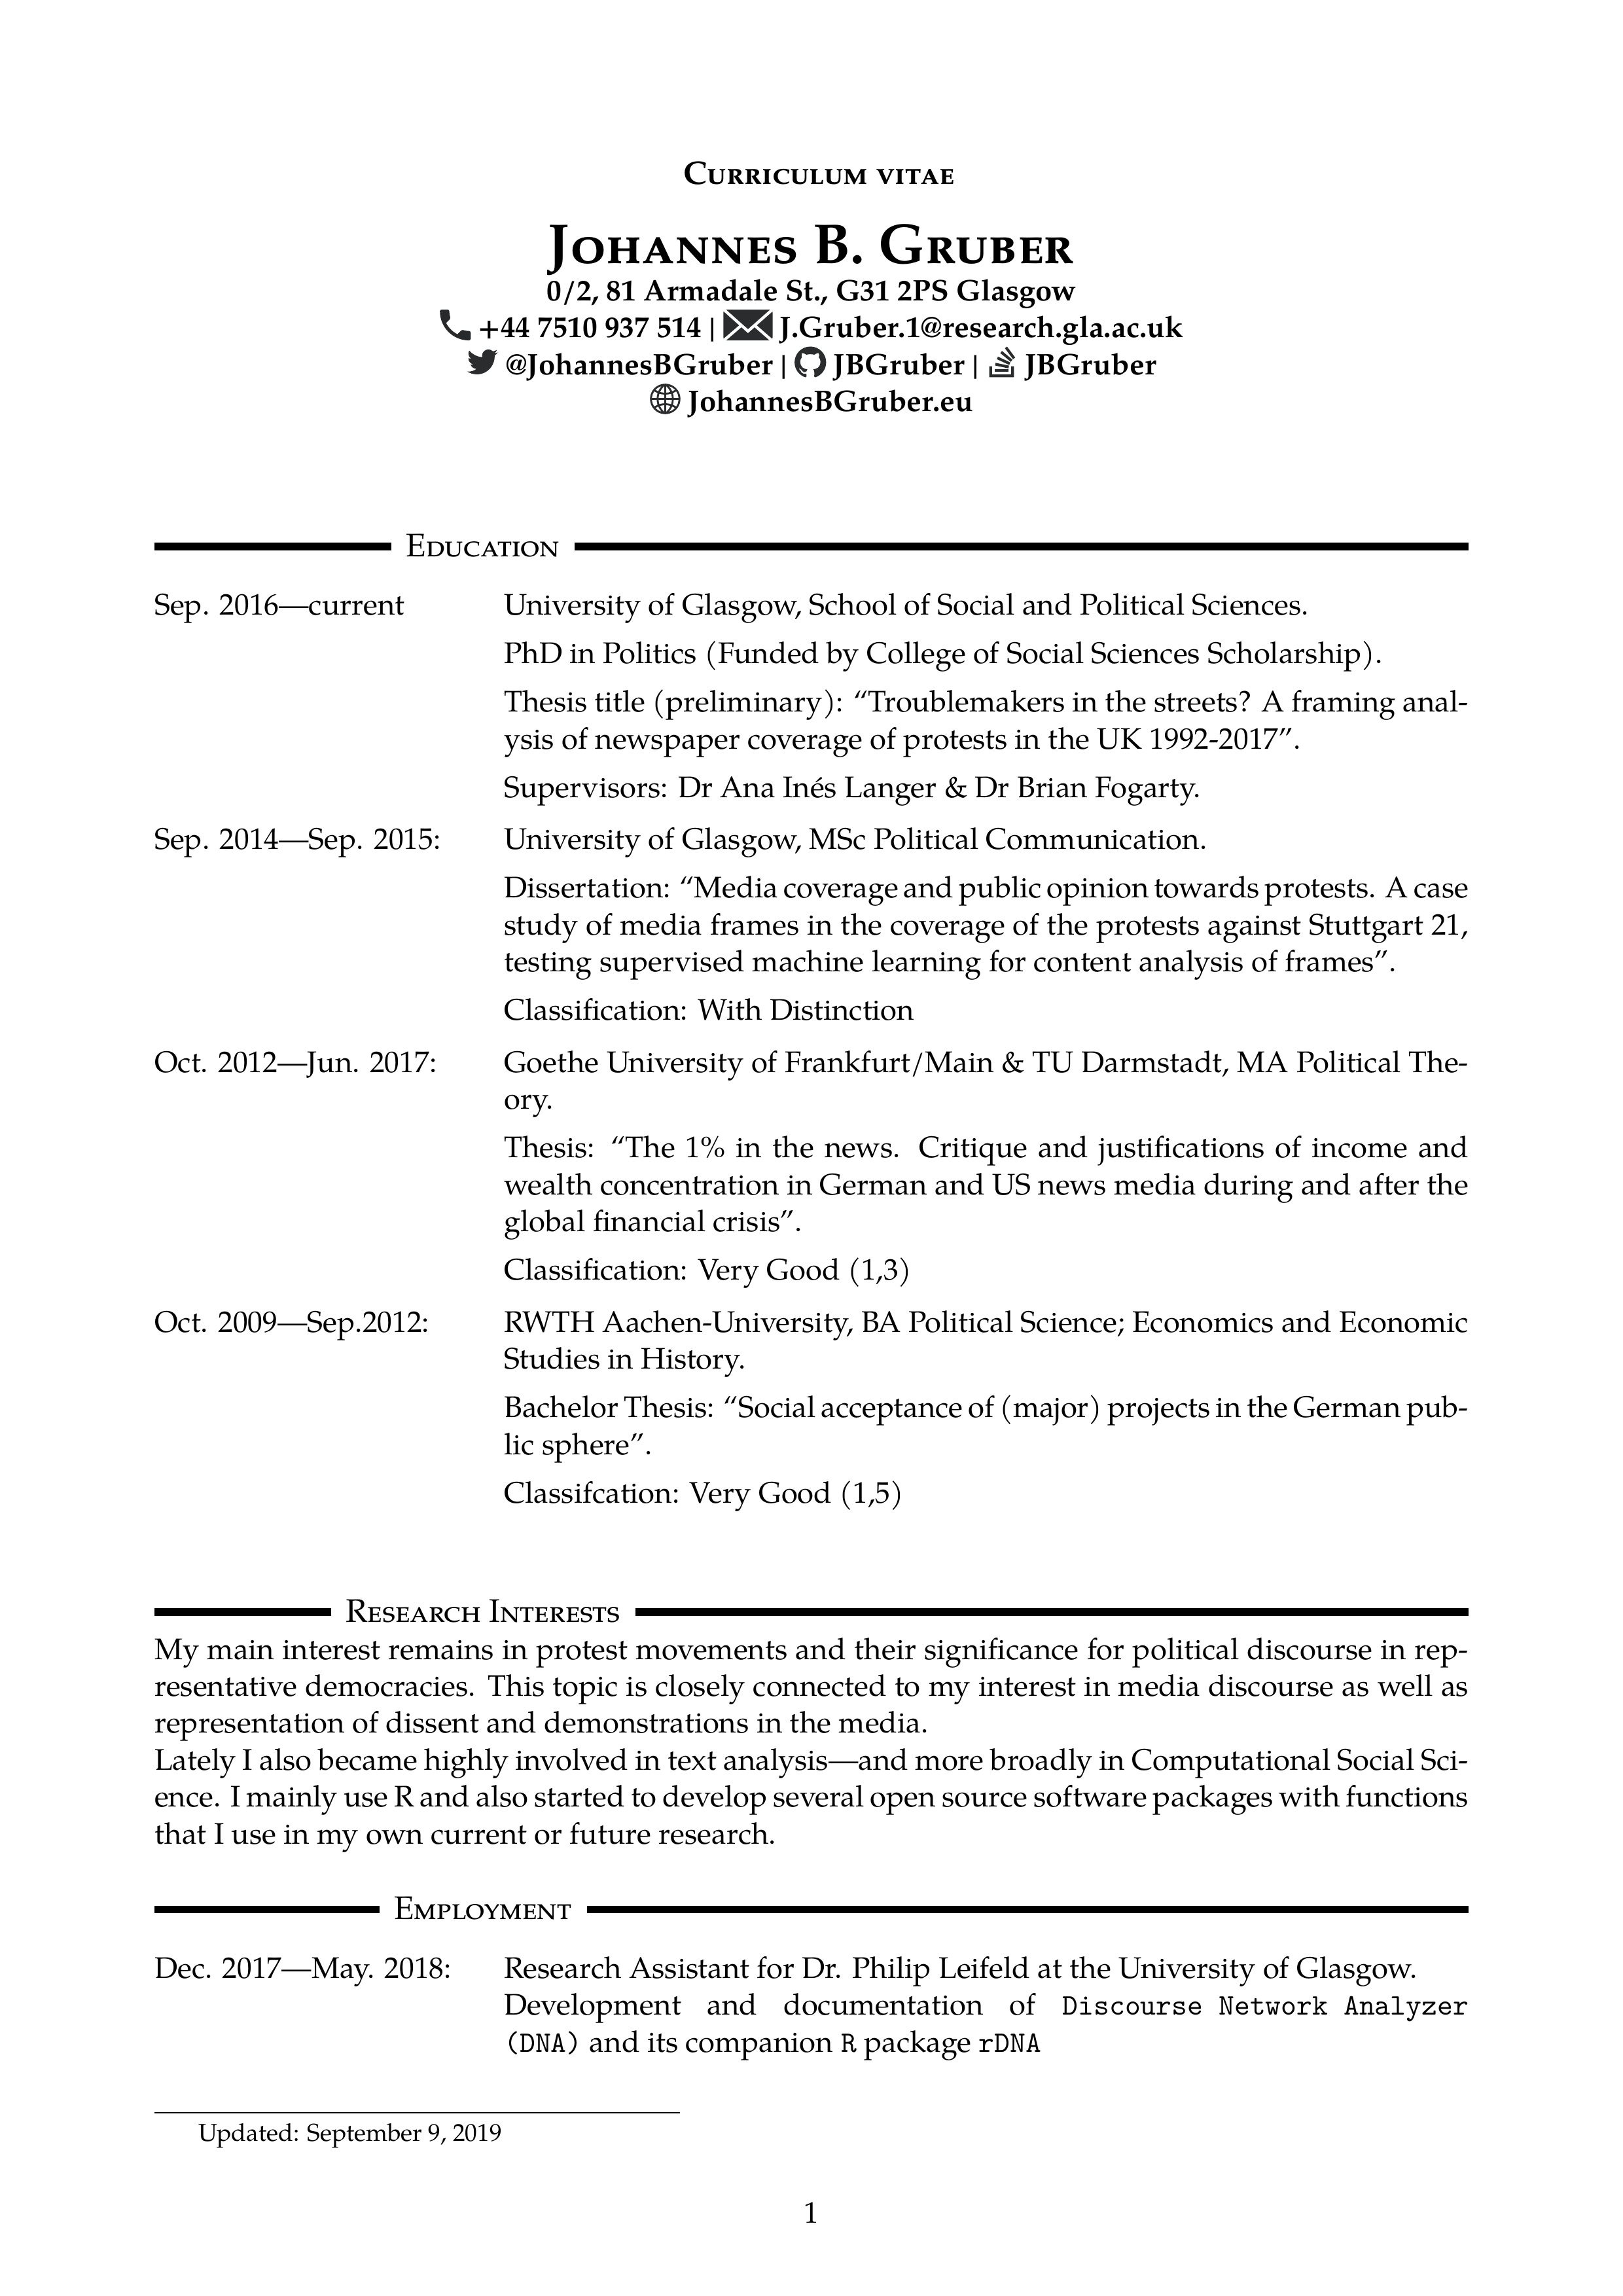 Curriculum vitae
Johannes B. Gruber
0/2, 81 Armadale St., G31 2PS Glasgow
+44 7510 937 514 | J.Gruber.1@research.gla.ac.uk
@JohannesBGruber | JBGruber | JBGruber
JohannesBGruber.eu
Education
Sep. 2016—current University of Glasgow, School of Social and Political Sciences.
PhD in Politics (Funded by College of Social Sciences Scholarship).
Thesis title (preliminary): “Troublemakers in the streets? A framing anal-
ysis of newspaper coverage of protests in the UK 1992-2017”.
Supervisors: Dr Ana Inés Langer & Dr Brian Fogarty.
Sep. 2014—Sep. 2015: University of Glasgow, MSc Political Communication.
Dissertation: “Media coverage and public opinion towards protests. A case
study of media frames in the coverage of the protests against Stuttgart 21,
testing supervised machine learning for content analysis of frames”.
Classification: With Distinction
Oct. 2012—Jun. 2017: Goethe University of Frankfurt/Main & TU Darmstadt, MA Political The-
ory.
Thesis: “The 1% in the news. Critique and justifications of income and
wealth concentration in German and US news media during and after the
global financial crisis”.
Classification: Very Good (1,3)
Oct. 2009—Sep.2012: RWTH Aachen-University, BA Political Science; Economics and Economic
Studies in History.
Bachelor Thesis: “Social acceptance of (major) projects in the German pub-
lic sphere”.
Classifcation: Very Good (1,5)
Research Interests
My main interest remains in protest movements and their significance for political discourse in rep-
resentative democracies. This topic is closely connected to my interest in media discourse as well as
representation of dissent and demonstrations in the media.
Lately I also became highly involved in text analysis—and more broadly in Computational Social Sci-
ence. I mainly use R and also started to develop several open source software packages with functions
that I use in my own current or future research.
Employment
Dec. 2017—May. 2018: Research Assistant for Dr. Philip Leifeld at the University of Glasgow.
Development and documentation of Discourse Network Analyzer
(DNA) and its companion R package rDNA
Updated: September 9, 2019
1